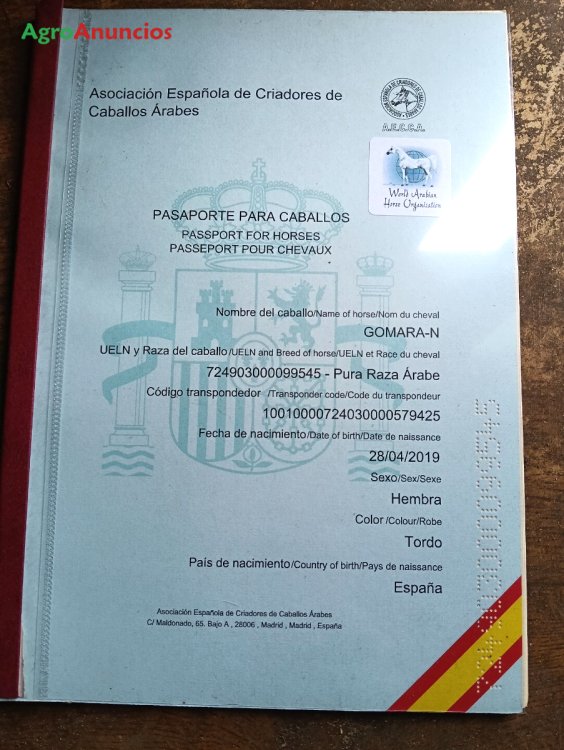 AgroAnuncios
Asociación Española de Criadores de
Caballos Árabes
A.E.C.C.A.
World Arabian
Horse Organization
PASAPORTE PARA CABALLOS
PASSPORT FOR HORSES
PASSEPORT POUR CHEVAUX
Nombre del caballo/Name of horse/Nom du cheval
GOMARA-N
UELN y Raza del caballo/UELN and Breed of horse/UELN et Race du cheval
724903000099545 - Pura Raza Árabe
Código transpondedor /Transponder code/Code du transpondeur
10010000724030000579425
Fecha de nacimiento/Date of birth/Date de naissance
28/04/2019
Sexo/Sex/Sexe
Hembra
Color /Colour/Robe
Tordo
País de nacimiento/Country of birth/Pays de naissance
España
Asociación Española de Criadores de Caballos Árabes
C/ Maldonado, 65. Bajo A , 28006 , Madrid , Madrid , España